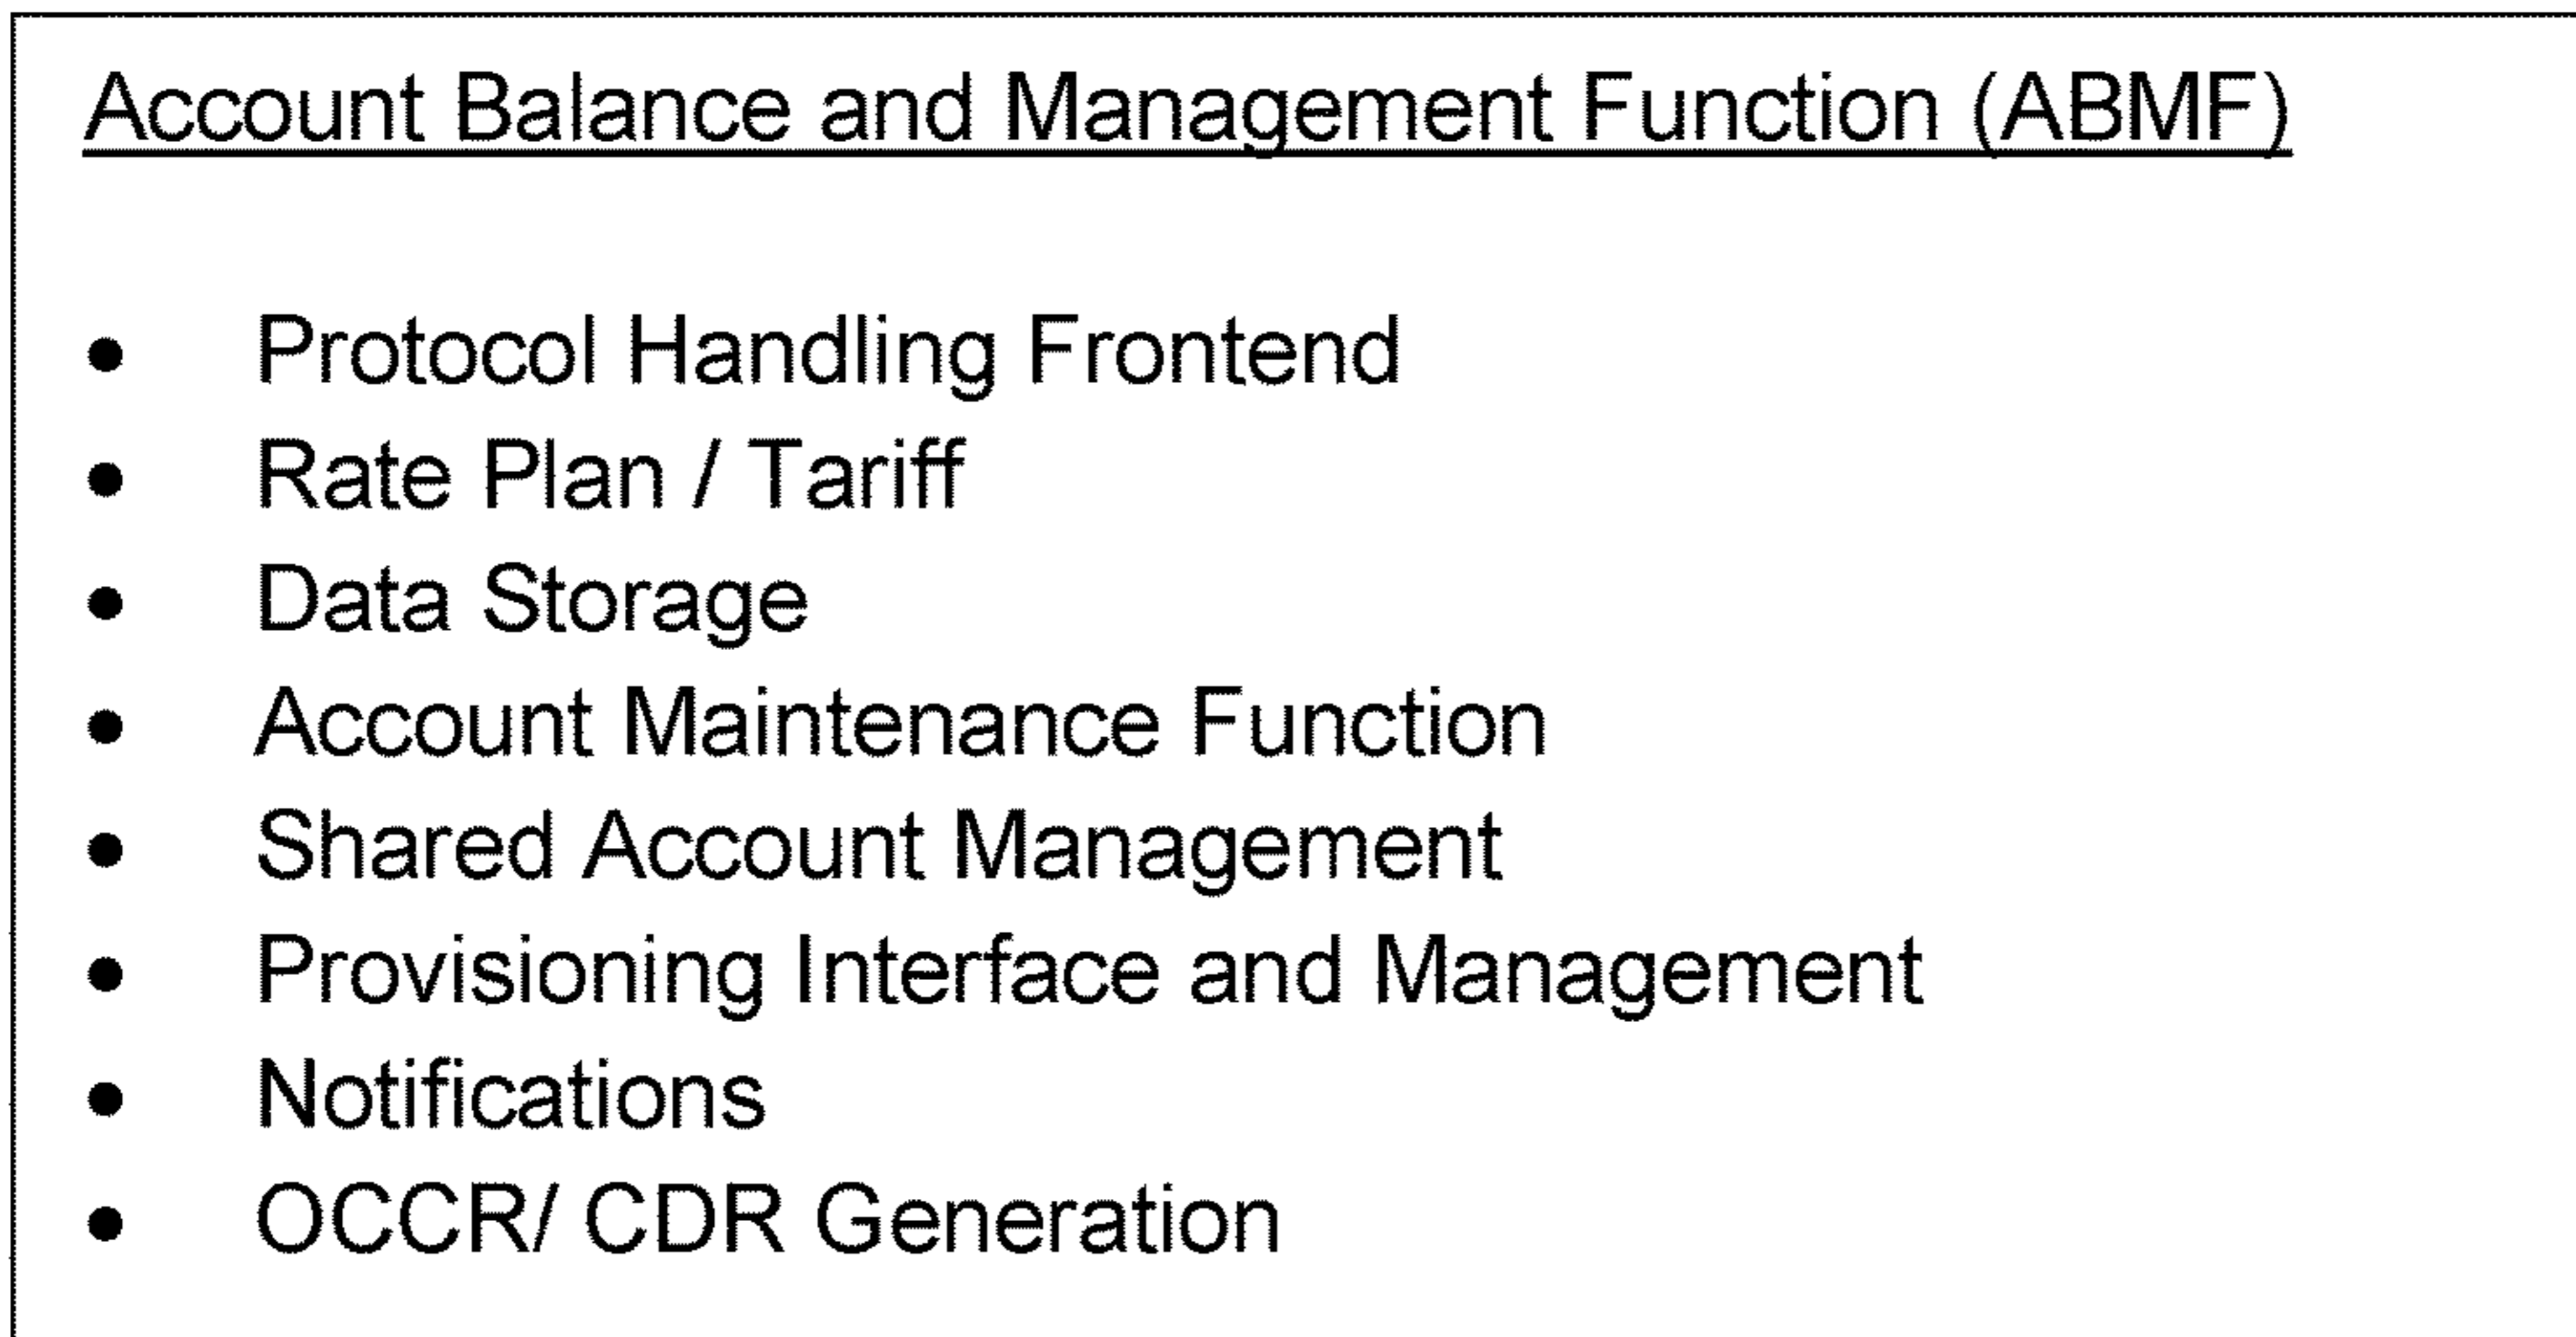 Account Balance and Management Function (ABMF)
• Protocol Handling Frontend
• Rate Plan / Tariff
• Data Storage
• Account Maintenance Function
• Shared Account Management
• Provisioning Interface and Management
• Notifications
• OCCR/ CDR Generation